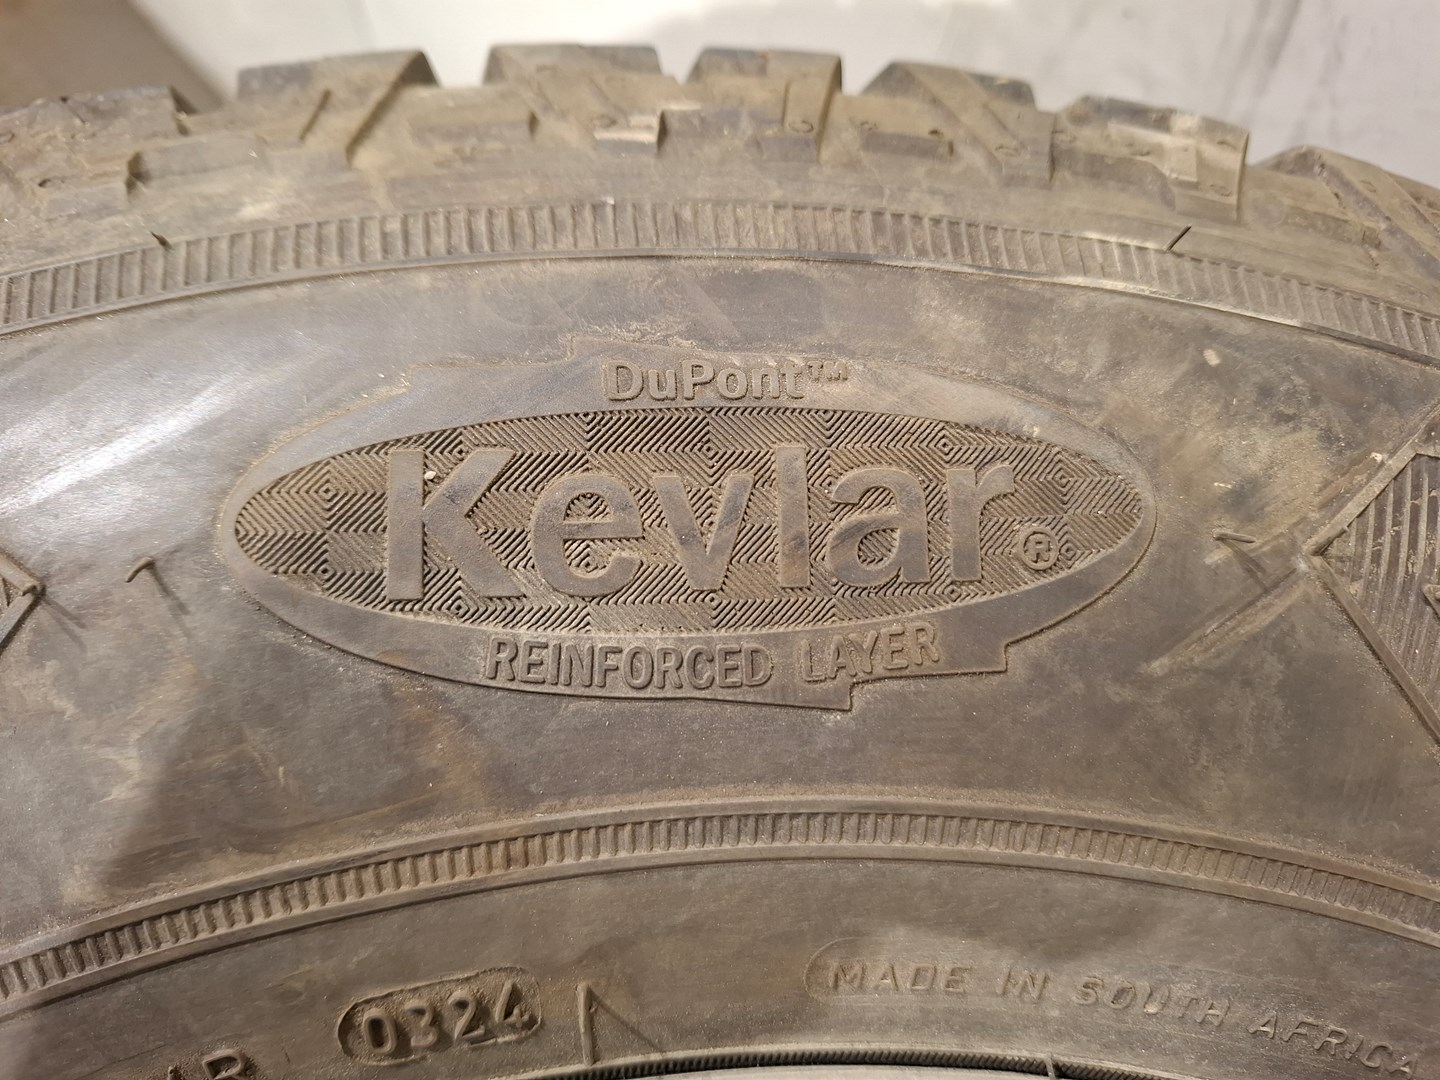 DuPont™
Kevlar®
REINFORCED LAYER
0324
MADE IN SOUTH AFRICA